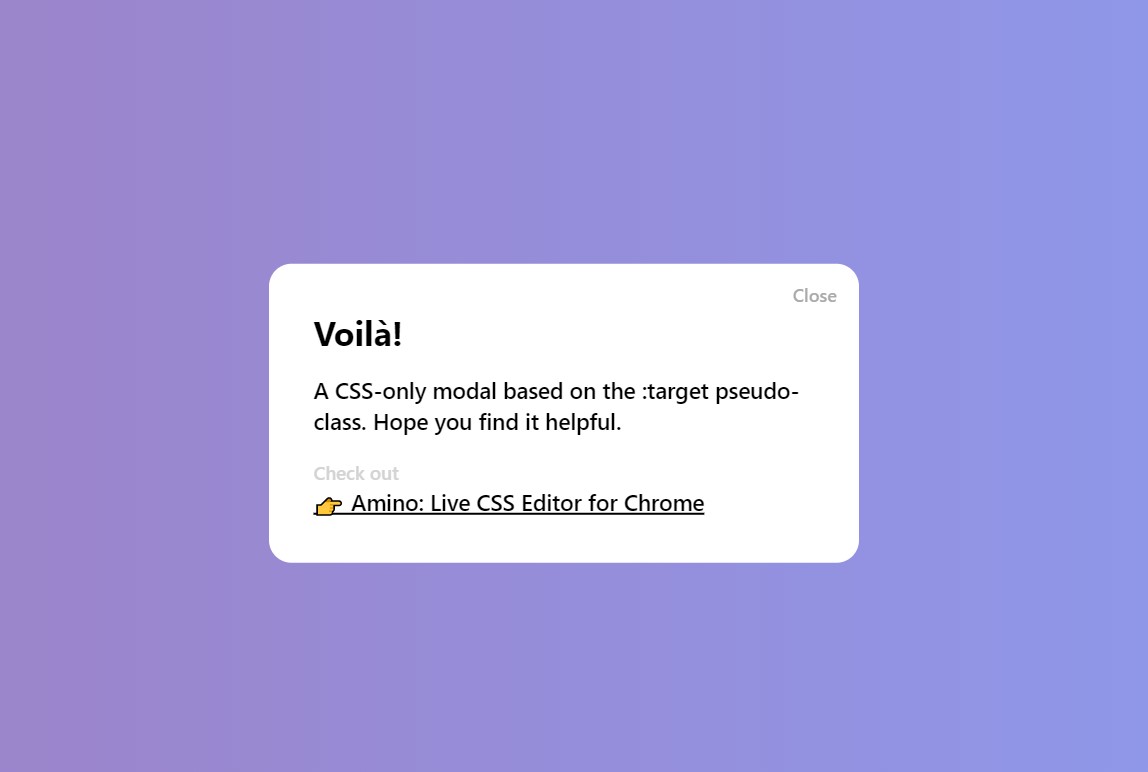 Close
Voilà!
A CSS-only modal based on the :target pseudo-
class. Hope you find it helpful.
Check out
👉 Amino: Live CSS Editor for Chrome